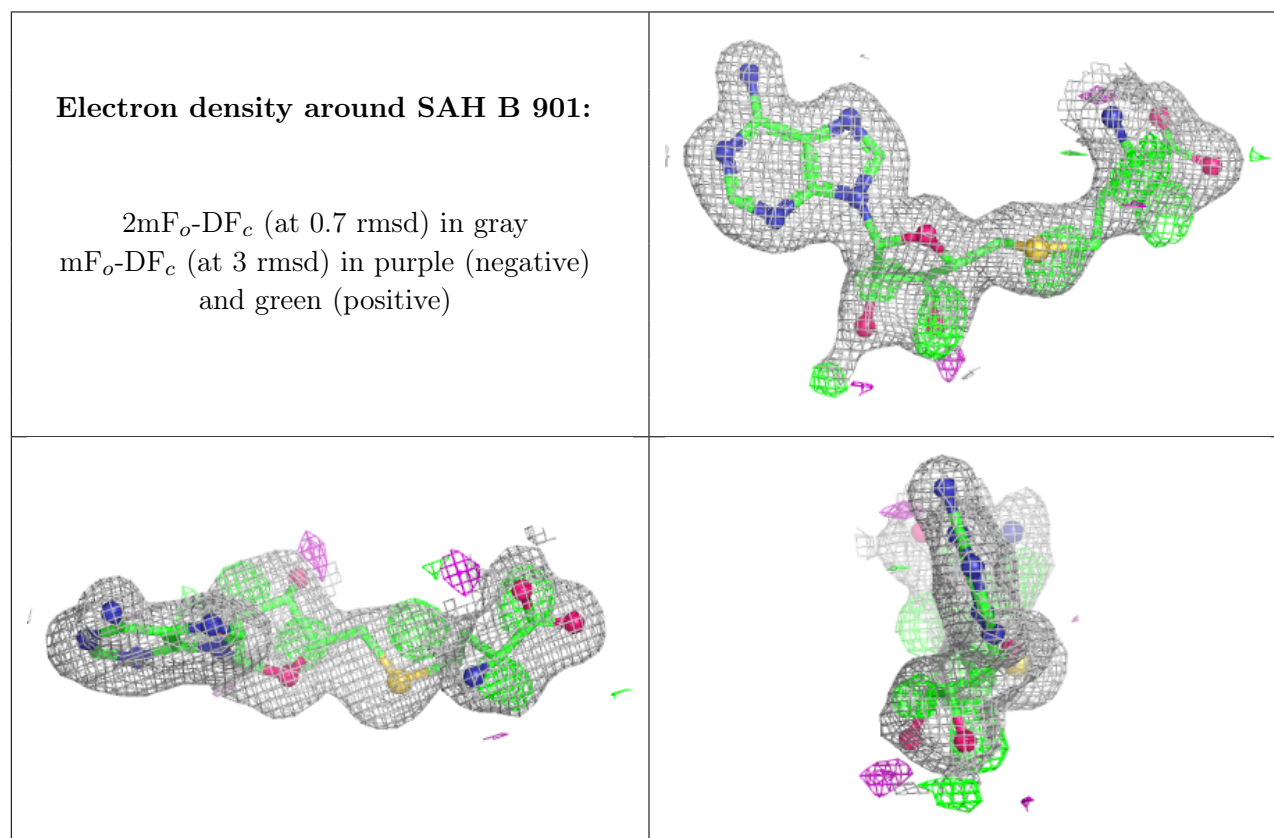 Electron density around SAH B 901:
2mFₒ-DF𝒸 (at 0.7 rmsd) in gray
mFₒ-DF𝒸 (at 3 rmsd) in purple (negative)
and green (positive)